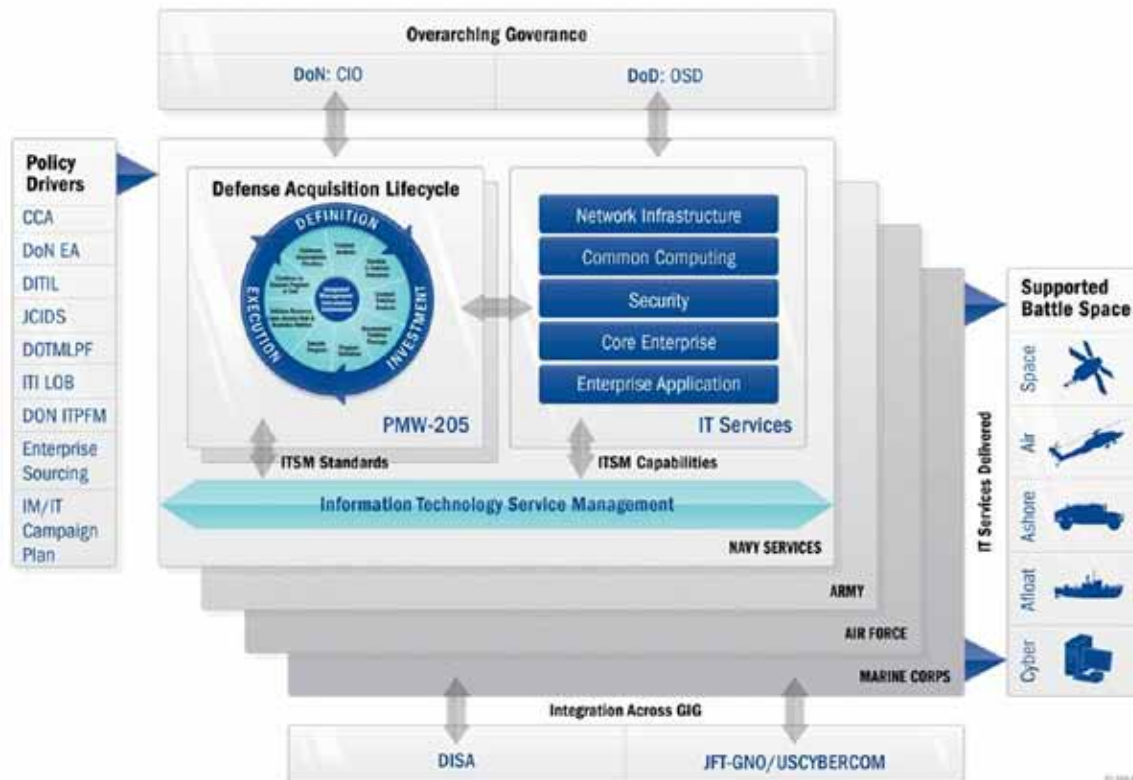 Overarching Goverance
DoN: CIO
DoD: OSD
Policy
Drivers
CCA
DoN EA
DITIL
JCIDS
DOTMLPF
ITI LOB
DON ITPFM
Enterprise
Sourcing
IM/IT
Campaign
Plan
Defense Acquisition Lifecycle
DEFINITION
INVESTMENT
EXECUTION
PMW-205
Network Infrastructure
Common Computing
Security
Core Enterprise
Enterprise Application
IT Services
ITSM Standards
ITSM Capabilities
Information Technology Service Management
NAVY SERVICES
ARMY
AIR FORCE
MARINE CORPS
IT Services Delivered
Supported
Battle Space
Space
Air
Ashore
Afloat
Cyber
Integration Across GIG
DISA
JFT-GNO/USCYBERCOM